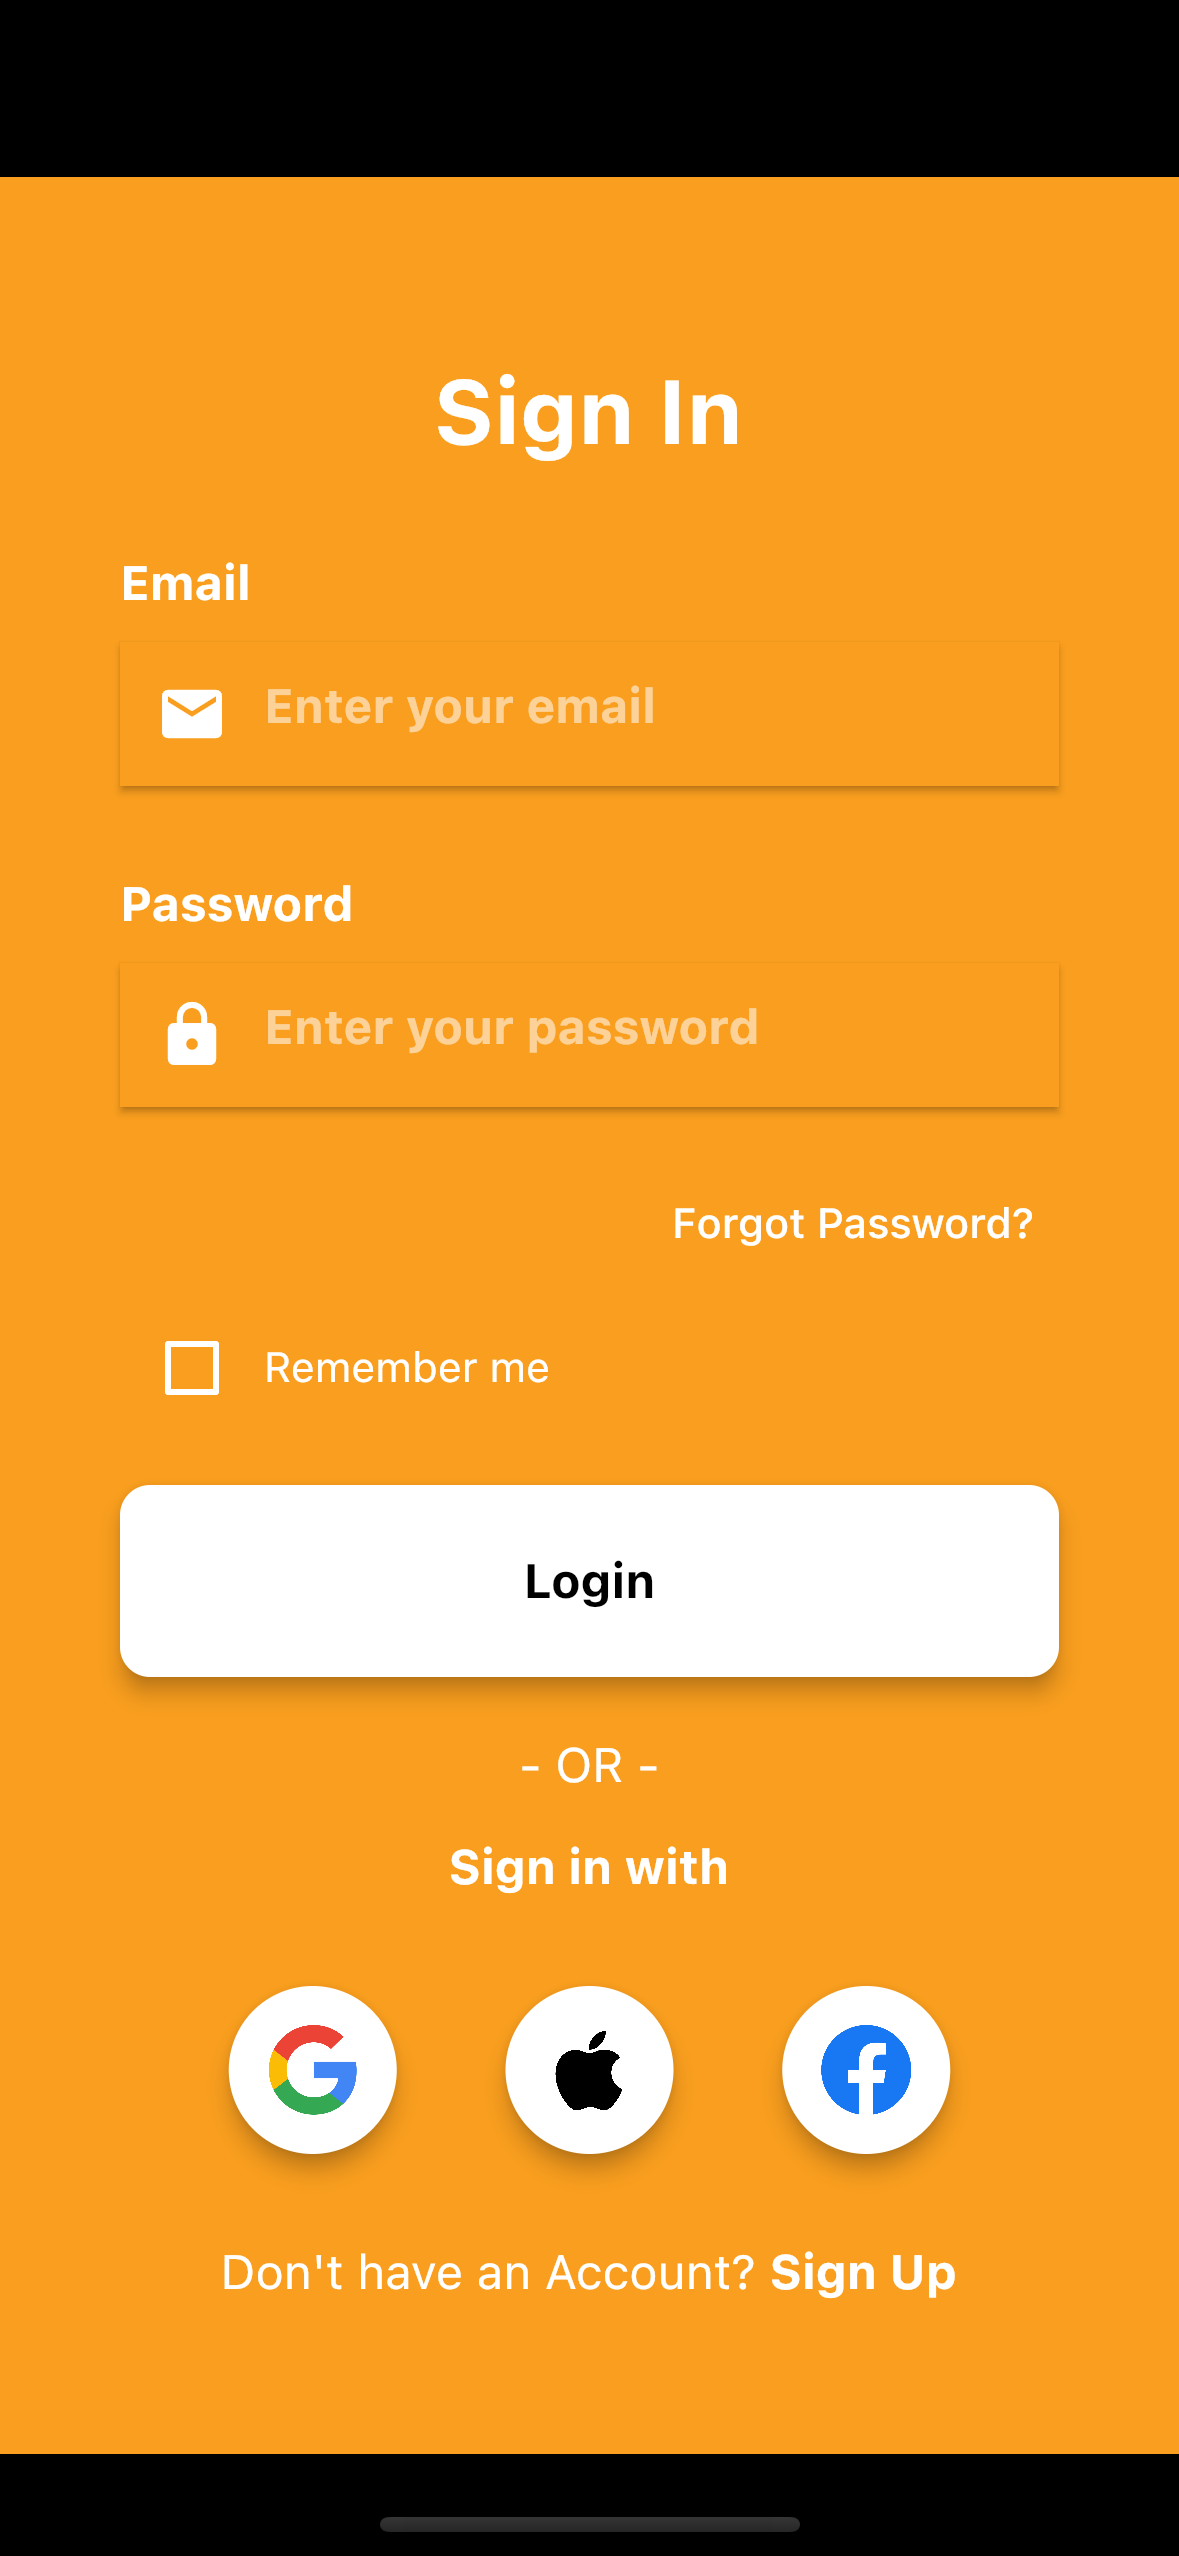 Sign In
Email
Enter your email
Password
Enter your password
Forgot Password?
Remember me
Login
- OR -
Sign in with
Don't have an Account? Sign Up